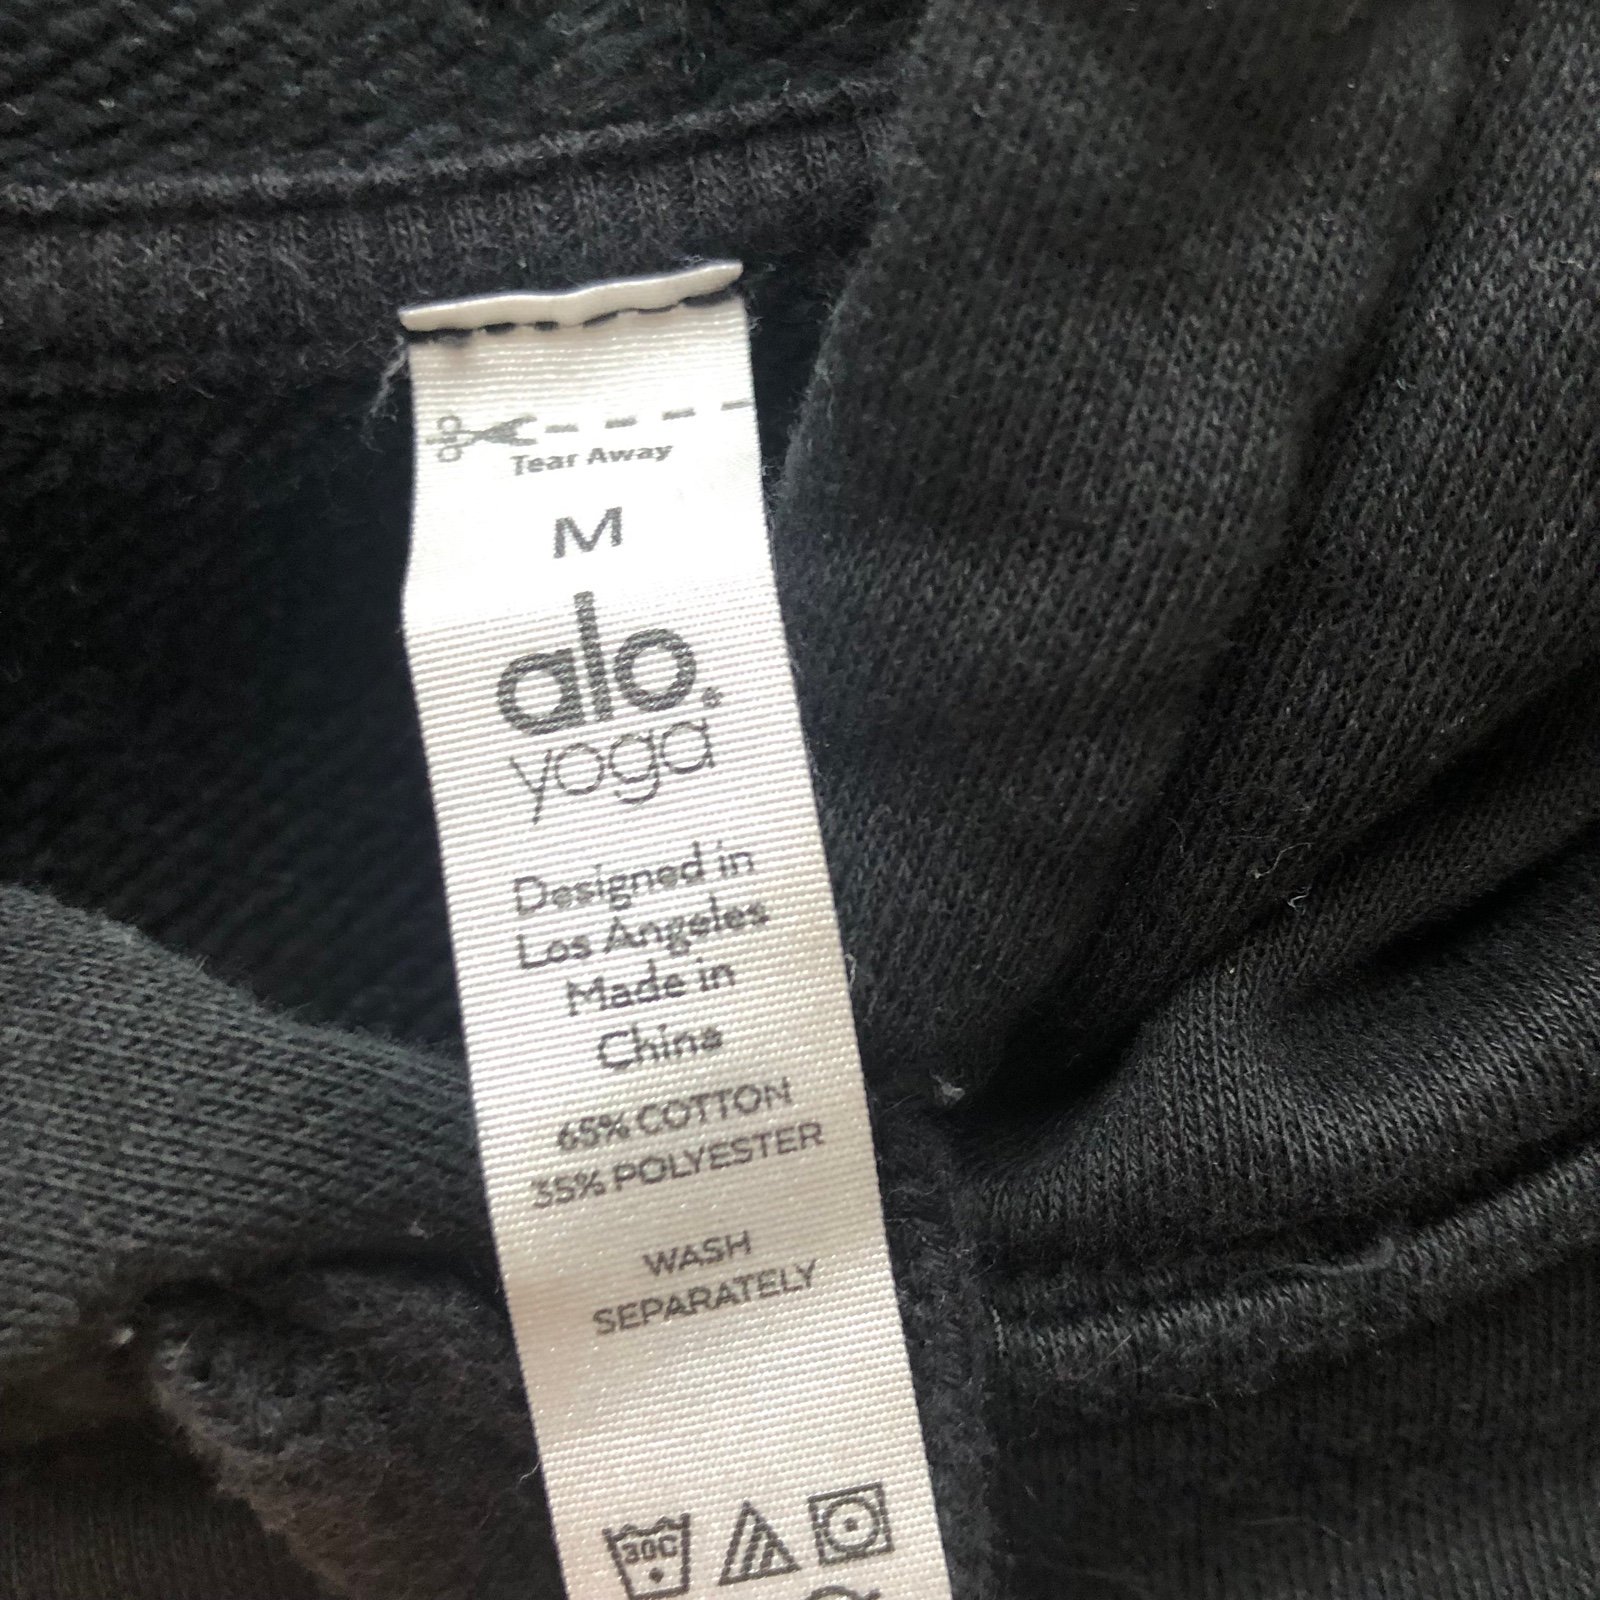 Tear Away
M
alo
yoga
Designed in
Los Angeles
Made in
China
65% COTTON
35% POLYESTER
WASH
SEPARATELY
30C